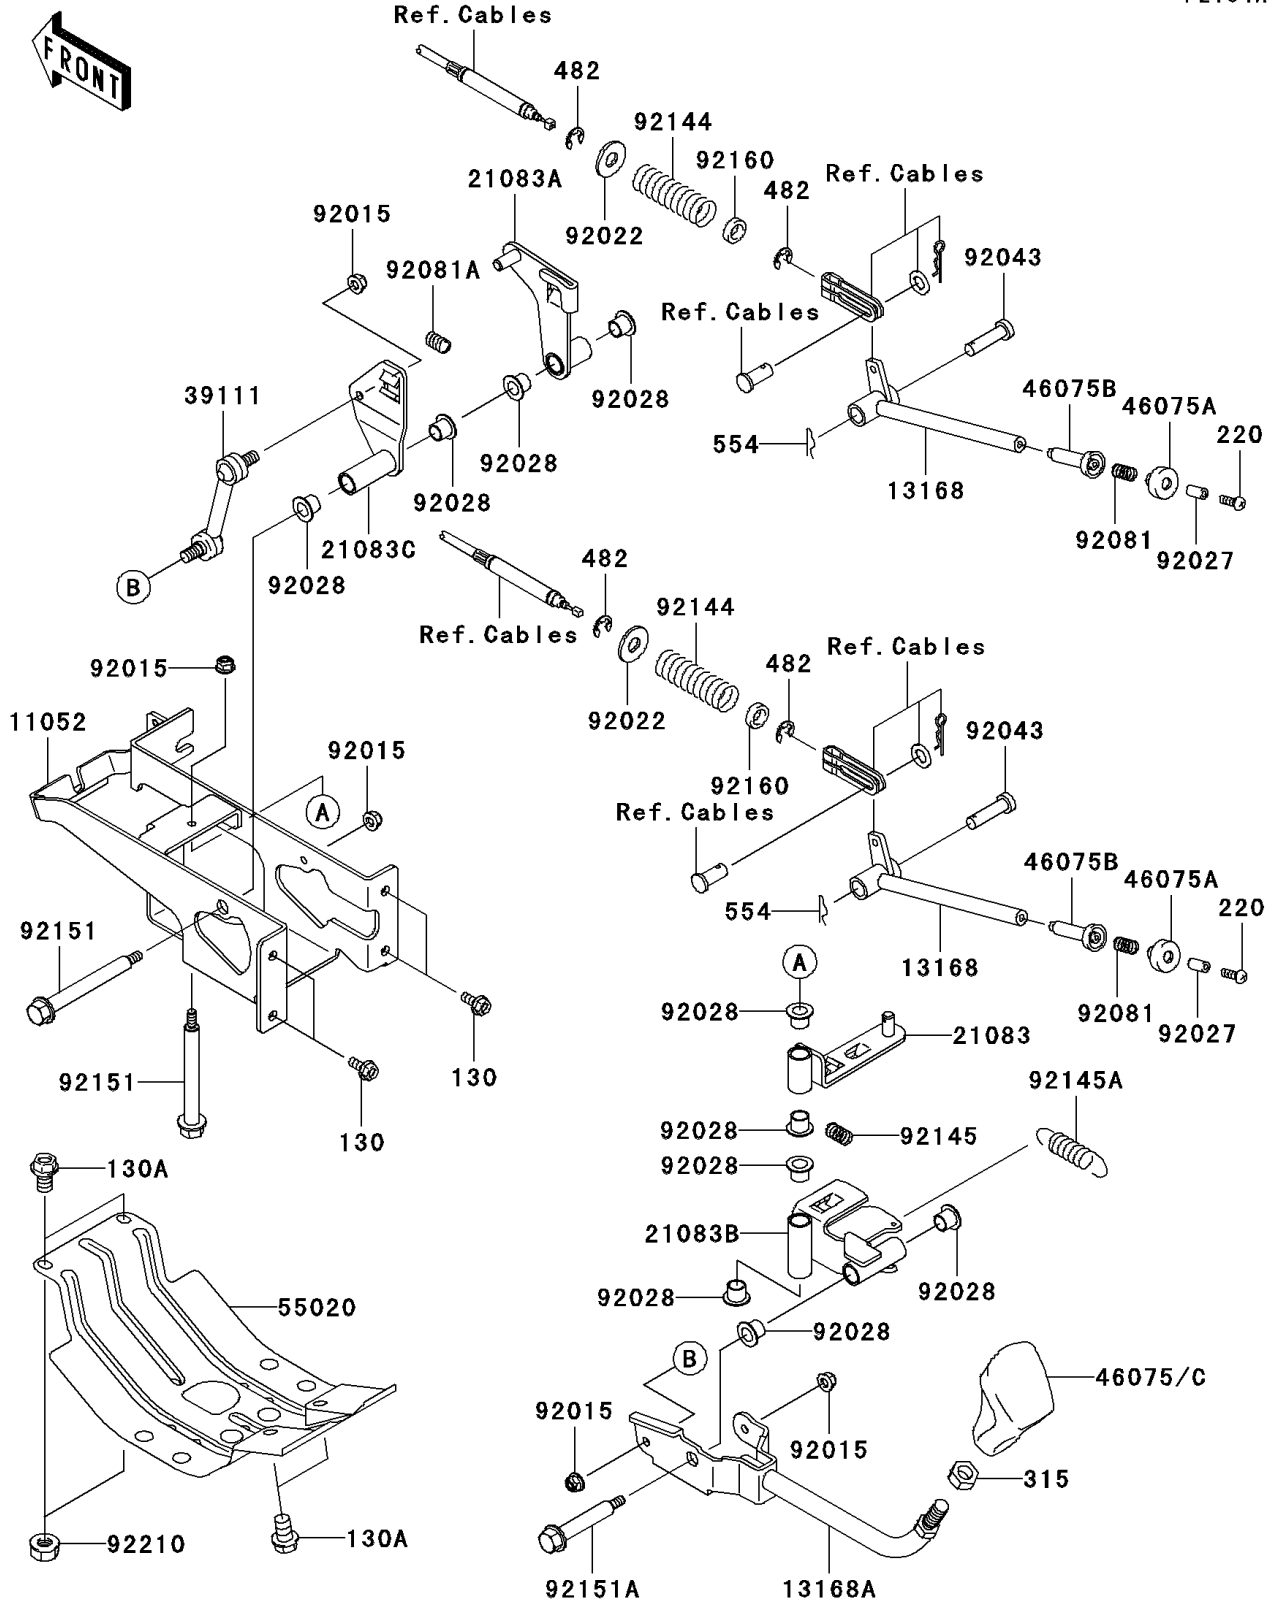 Ref.Cables
FRONT
482
92144
92160
21083A
Ref.Cables
482
92015
92022
92043
92081A
Ref.Cables
39111
92028
46075B
46075A
220
554
92028
13168
92028
92081
92027
21083C
482
92028
B
92144
Ref.Cables
Ref.Cables
92015
482
11052
92022
92043
92015
92160
A
Ref.Cables
46075B
46075A
554
220
92151
A
13168
92028
92081
92027
21083
130
92151
92145A
92028
92145
130
130A
92028
21083B
92028
92028
55020
92028
B
46075/C
92015
92015
315
92210
130A
92151A
13168A